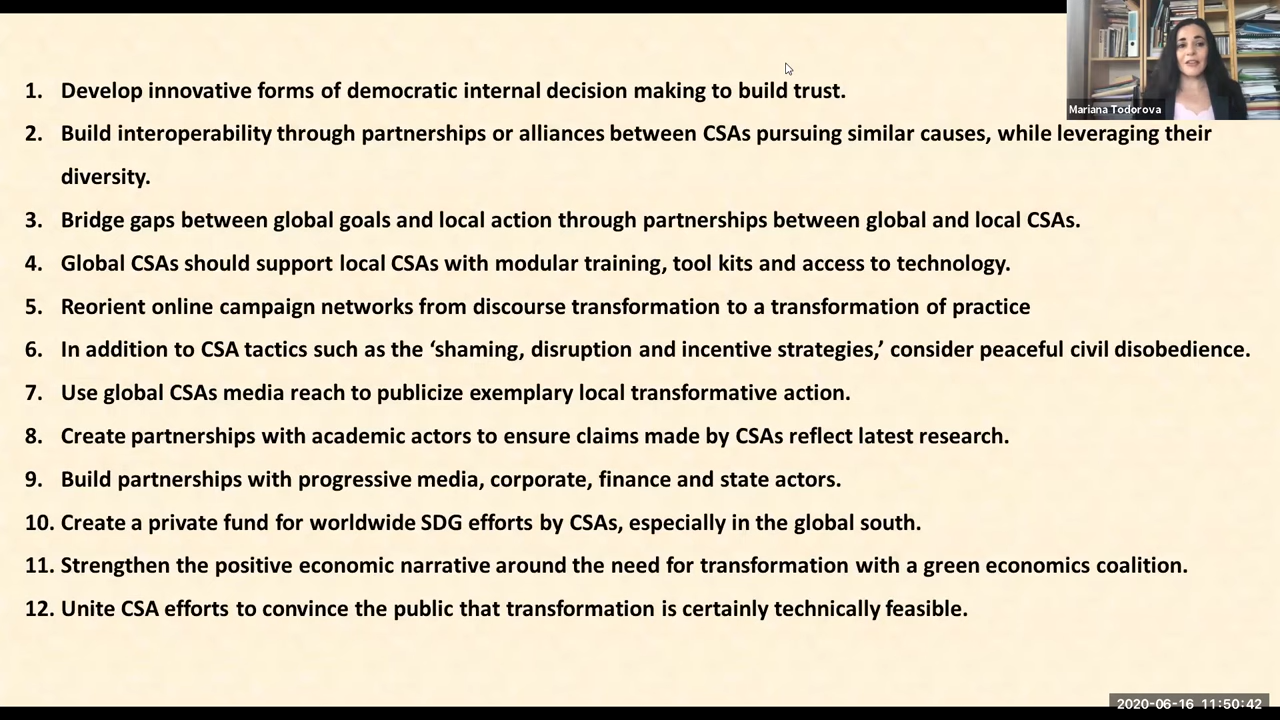 Mariana Todorova
1. Develop innovative forms of democratic internal decision making to build trust.
2. Build interoperability through partnerships or alliances between CSAs pursuing similar causes, while leveraging their
diversity.
3. Bridge gaps between global goals and local action through partnerships between global and local CSAs.
4. Global CSAs should support local CSAs with modular training, tool kits and access to technology.
5. Reorient online campaign networks from discourse transformation to a transformation of practice
6. In addition to CSA tactics such as the ‘shaming, disruption and incentive strategies,’ consider peaceful civil disobedience.
7. Use global CSAs media reach to publicize exemplary local transformative action.
8. Create partnerships with academic actors to ensure claims made by CSAs reflect latest research.
9. Build partnerships with progressive media, corporate, finance and state actors.
10. Create a private fund for worldwide SDG efforts by CSAs, especially in the global south.
11. Strengthen the positive economic narrative around the need for transformation with a green economics coalition.
12. Unite CSA efforts to convince the public that transformation is certainly technically feasible.
2020-06-16 11:50:42